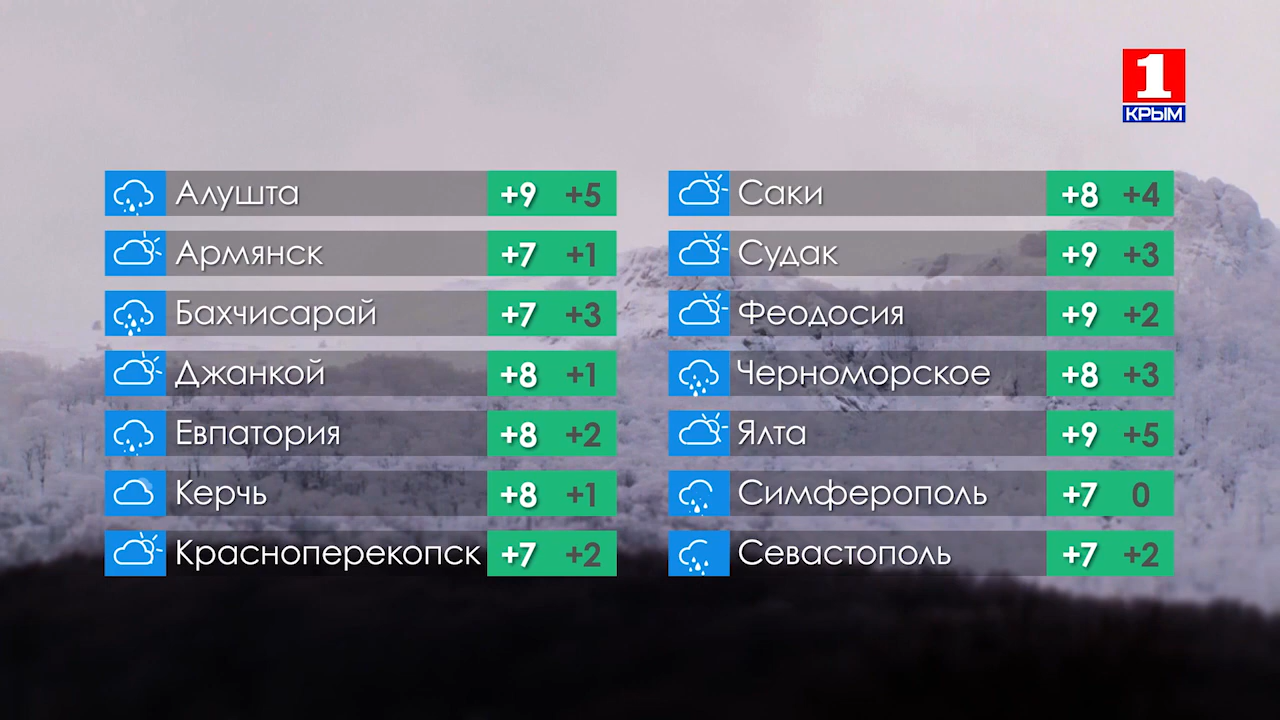 1
КРЫМ
Алушта +9 +5
Армянск +7 +1
Бахчисарай +7 +3
Джанкой +8 +1
Евпатория +8 +2
Керчь +8 +1
Красноперекопск +7 +2
Саки +8 +4
Судак +9 +3
Феодосия +9 +2
Черноморское +8 +3
Ялта +9 +5
Симферополь +7 0
Севастополь +7 +2